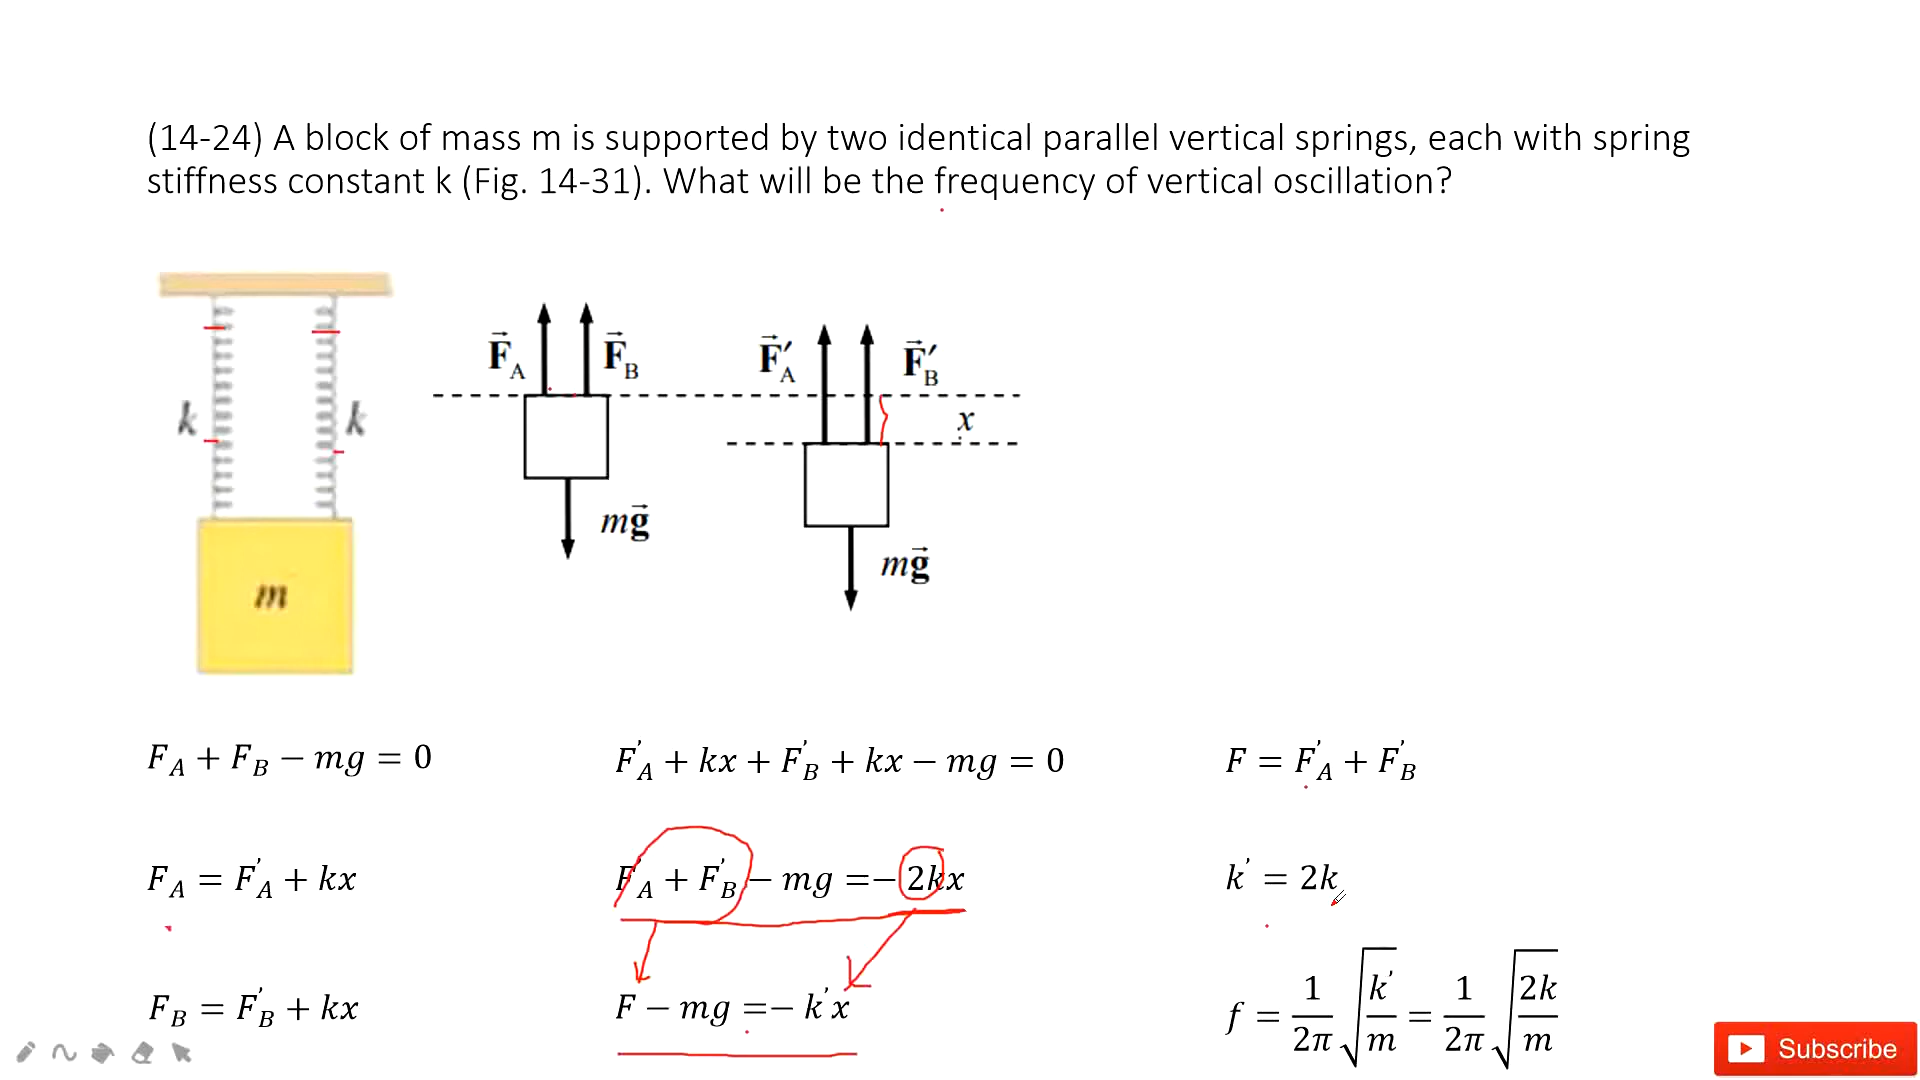 (14-24) A block of mass m is supported by two identical parallel vertical springs, each with spring
stiffness constant k (Fig. 14-31). What will be the frequency of vertical oscillation?
k
k
m
F⃗_A
F⃗_B
mg⃗
F⃗′_A
F⃗′_B
x
mg⃗
F_A + F_B − mg = 0
F′_A + kx + F′_B + kx − mg = 0
F = F′_A + F′_B
F_A = F′_A + kx
F′_A + F′_B − mg = − 2kx
k′ = 2k
F_B = F′_B + kx
F − mg = − k′x
f = 1/2π √(k′/m) = 1/2π √(2k/m)
Subscribe